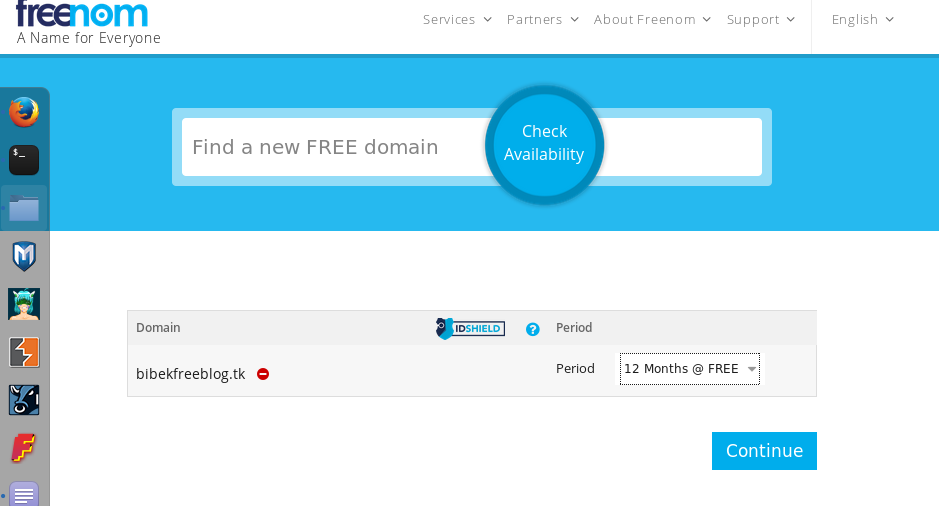 freenom
A Name for Everyone
Services Partners About Freenom Support English
Find a new FREE domain
Check
Availability
$_
Domain IDSHIELD ? Period
bibekfreeblog.tk Period 12 Months @ FREE
Continue